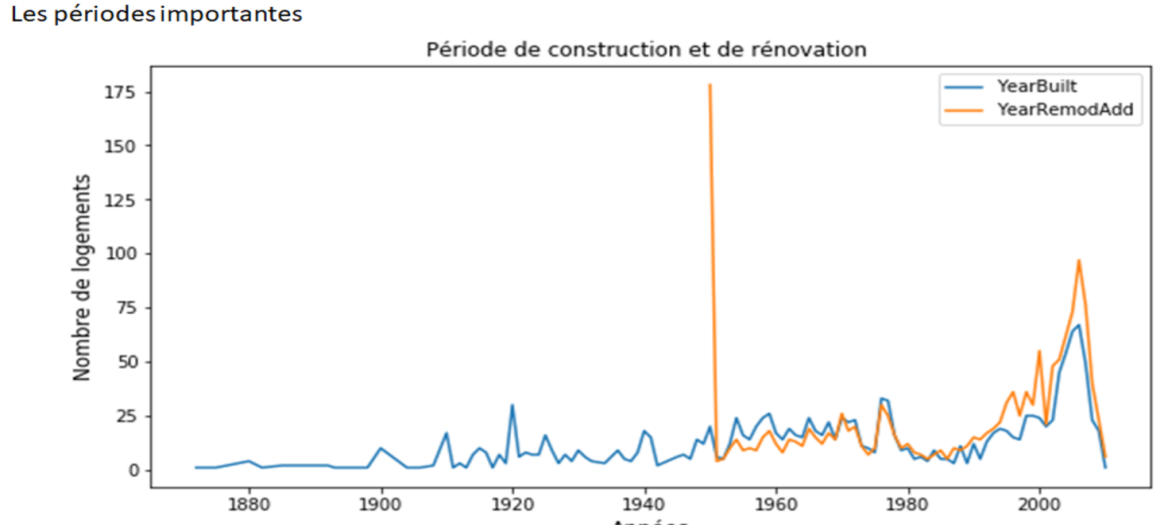 Les périodes importantes
Période de construction et de rénovation
YearBuilt
YearRemodAdd
Nombre de logements
175
150
125
100
75
50
25
0
1880 1900 1920 1940 1960 1980 2000
Années